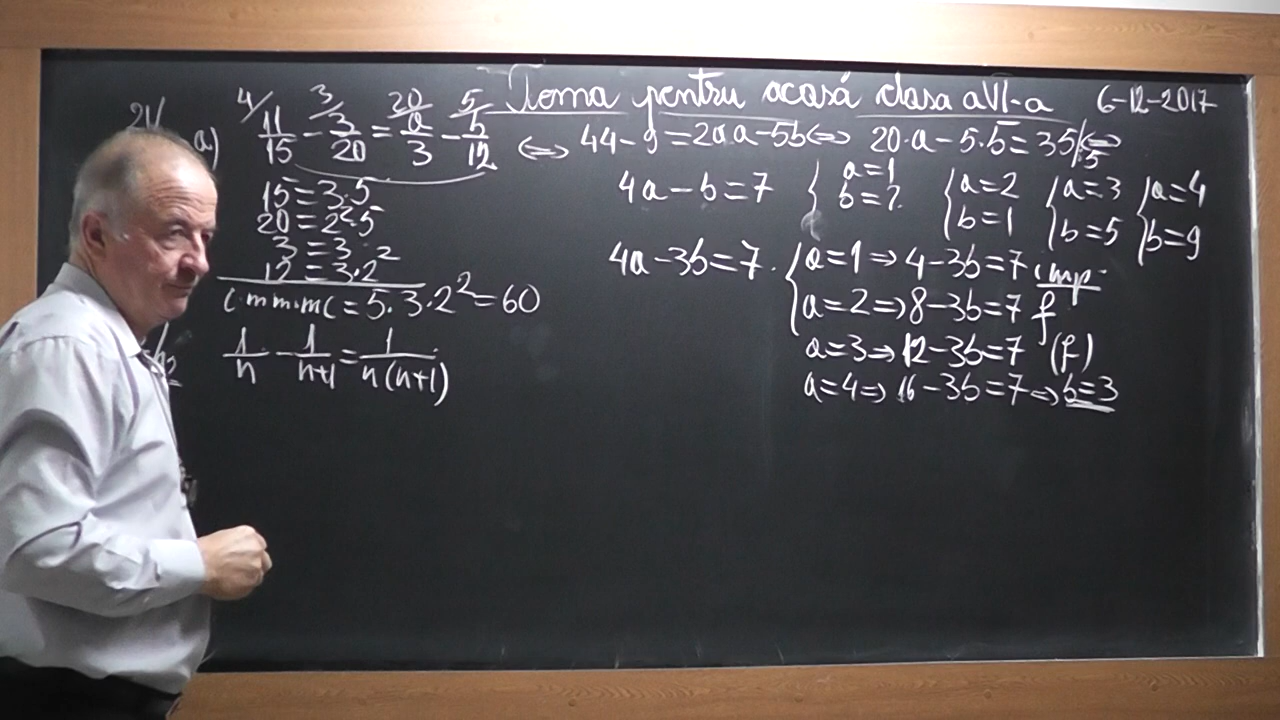 Tema pentru acasă clasa a VI-a 6-12-2017
21/
a) 4/ 11/15 - 3/ 3/20 = 20/ a/3 - 5/ b/12 <=> 44-9=20a-5b <=> 20·a-5·b=35 |:5 <=>
15=3·5
20=2²·5
3=3
12=3·2²
c.m.m.m.c=5·3·2²=60
1/n - 1/(n+1) = 1/(n(n+1))
4a-b=7 { a=1 b=? { a=2 b=1 { a=3 b=5 { a=4 b=9
4a-3b=7. { a=1 => 4-3b=7 imp.
a=2 => 8-3b=7 f
a=3 => 12-3b=7 (f)
a=4 => 16-3b=7 => b=3